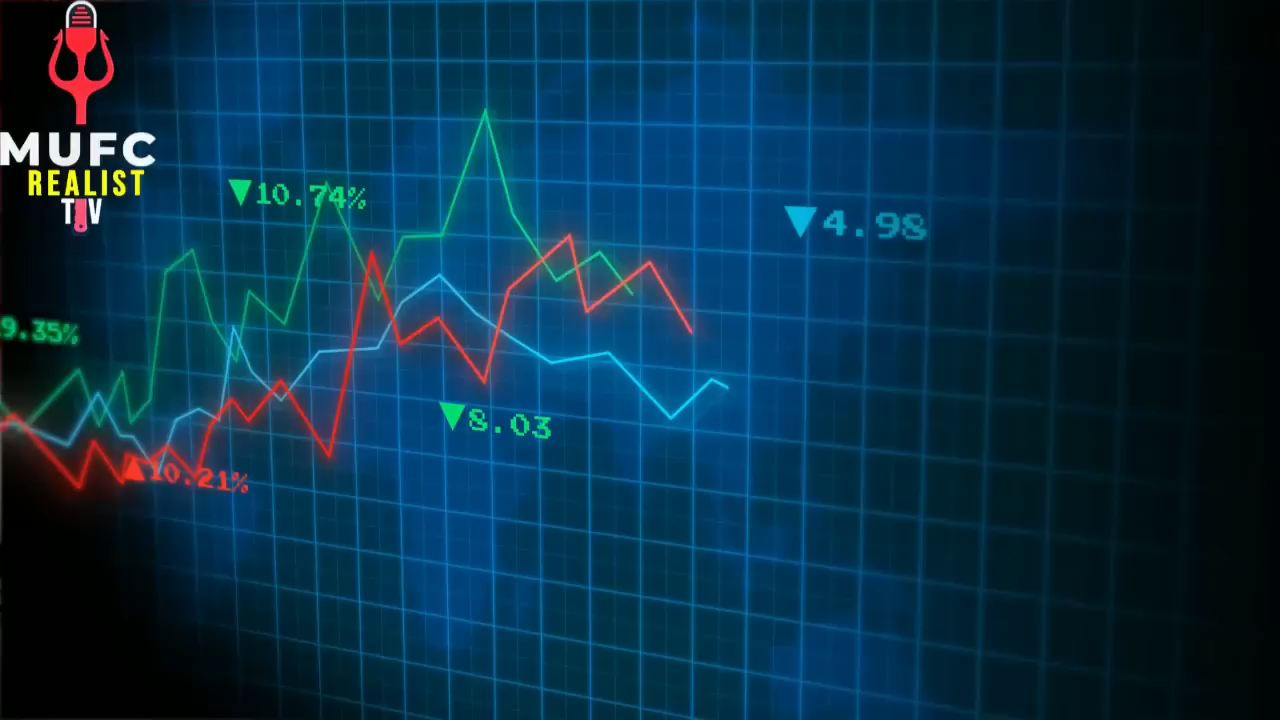 MUFC
REALIST
TV
▼10.74%
▼4.98
9.35%
▼8.03
▲10.21%